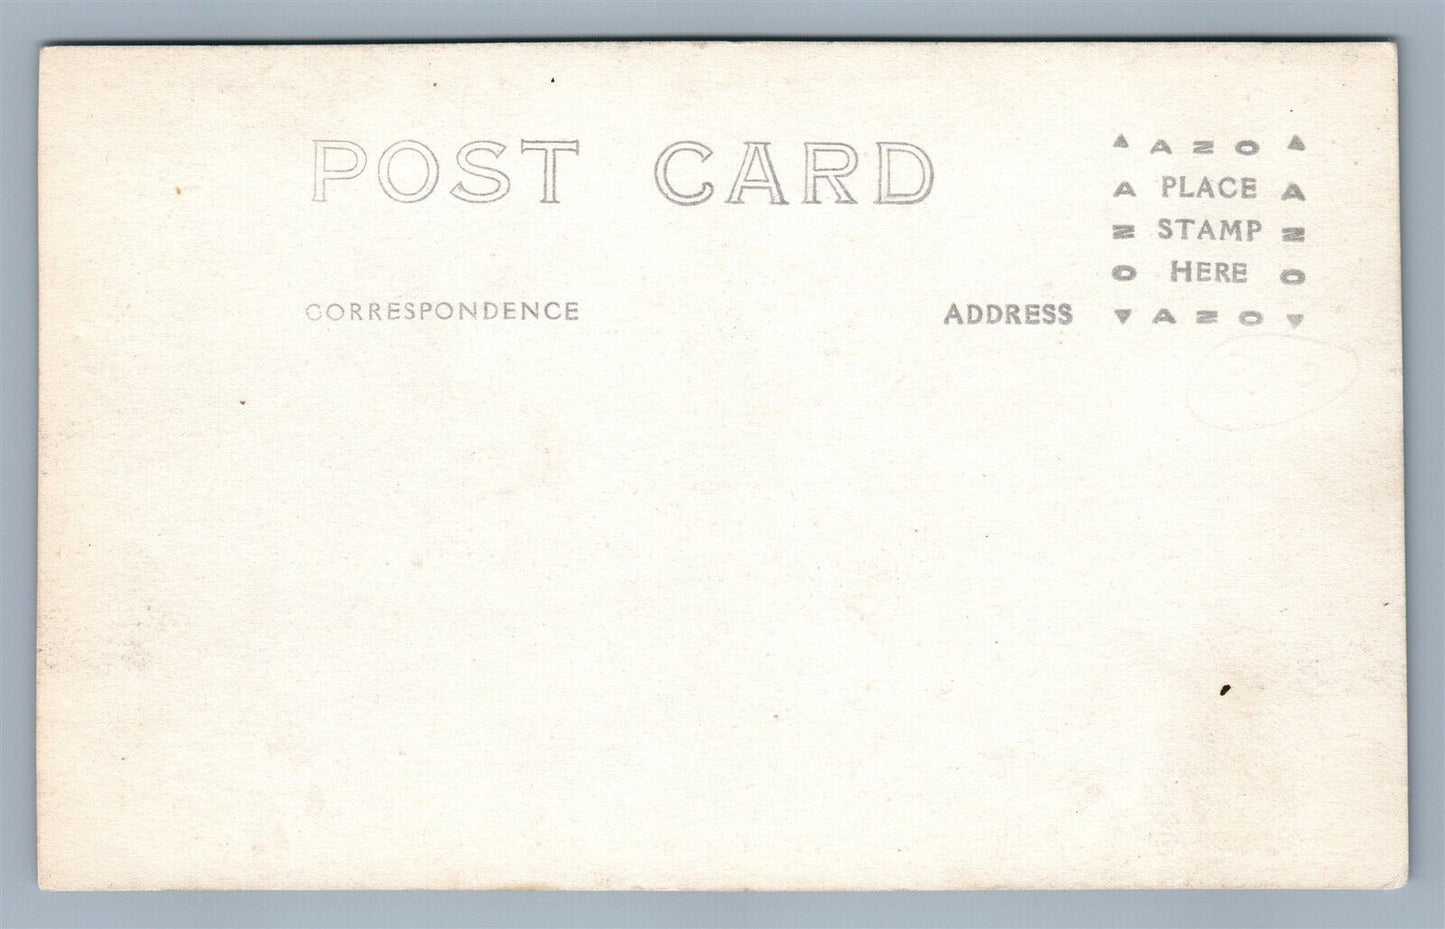 POST CARD
CORRESPONDENCE
ADDRESS
AZO
A PLACE A
N STAMP N
O HERE O
AZO